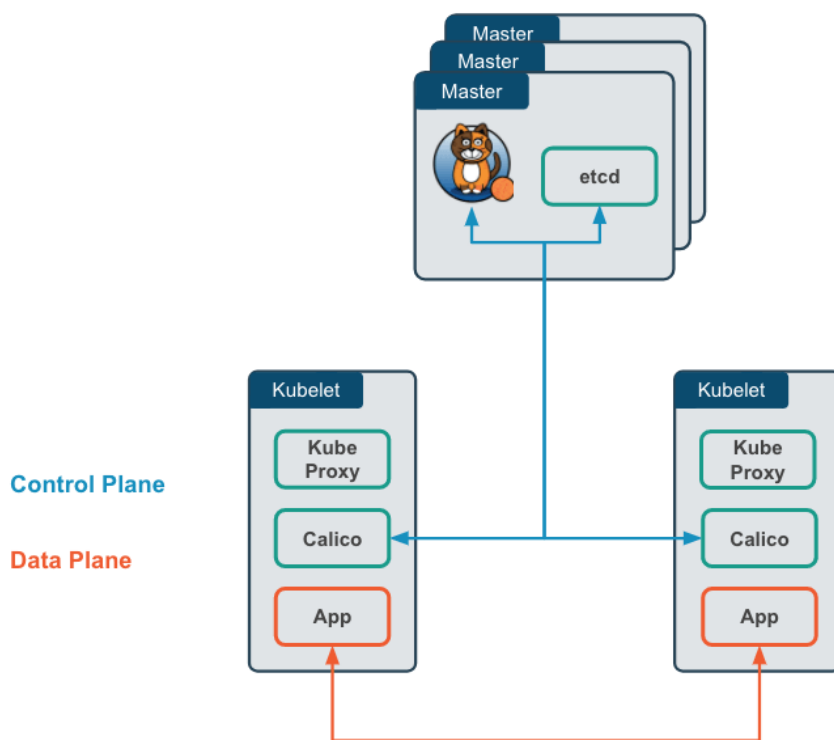 Master
Master
Master
etcd
Kubelet
Kube
Proxy
Calico
App
Kubelet
Kube
Proxy
Calico
App
Control Plane
Data Plane